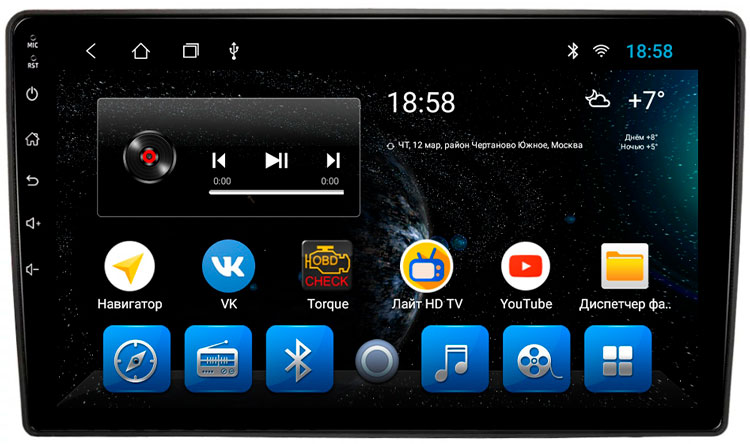 MIC
18:58
RST
18:58
+7°
Днём +8°
ЧТ, 12 мар, район Чертаново Южное, Москва
Ночью +5°
0:00
0:00
OBD
CHECK
Навигатор
VK
Torque
Лайт HD TV
YouTube
Диспетчер фа..